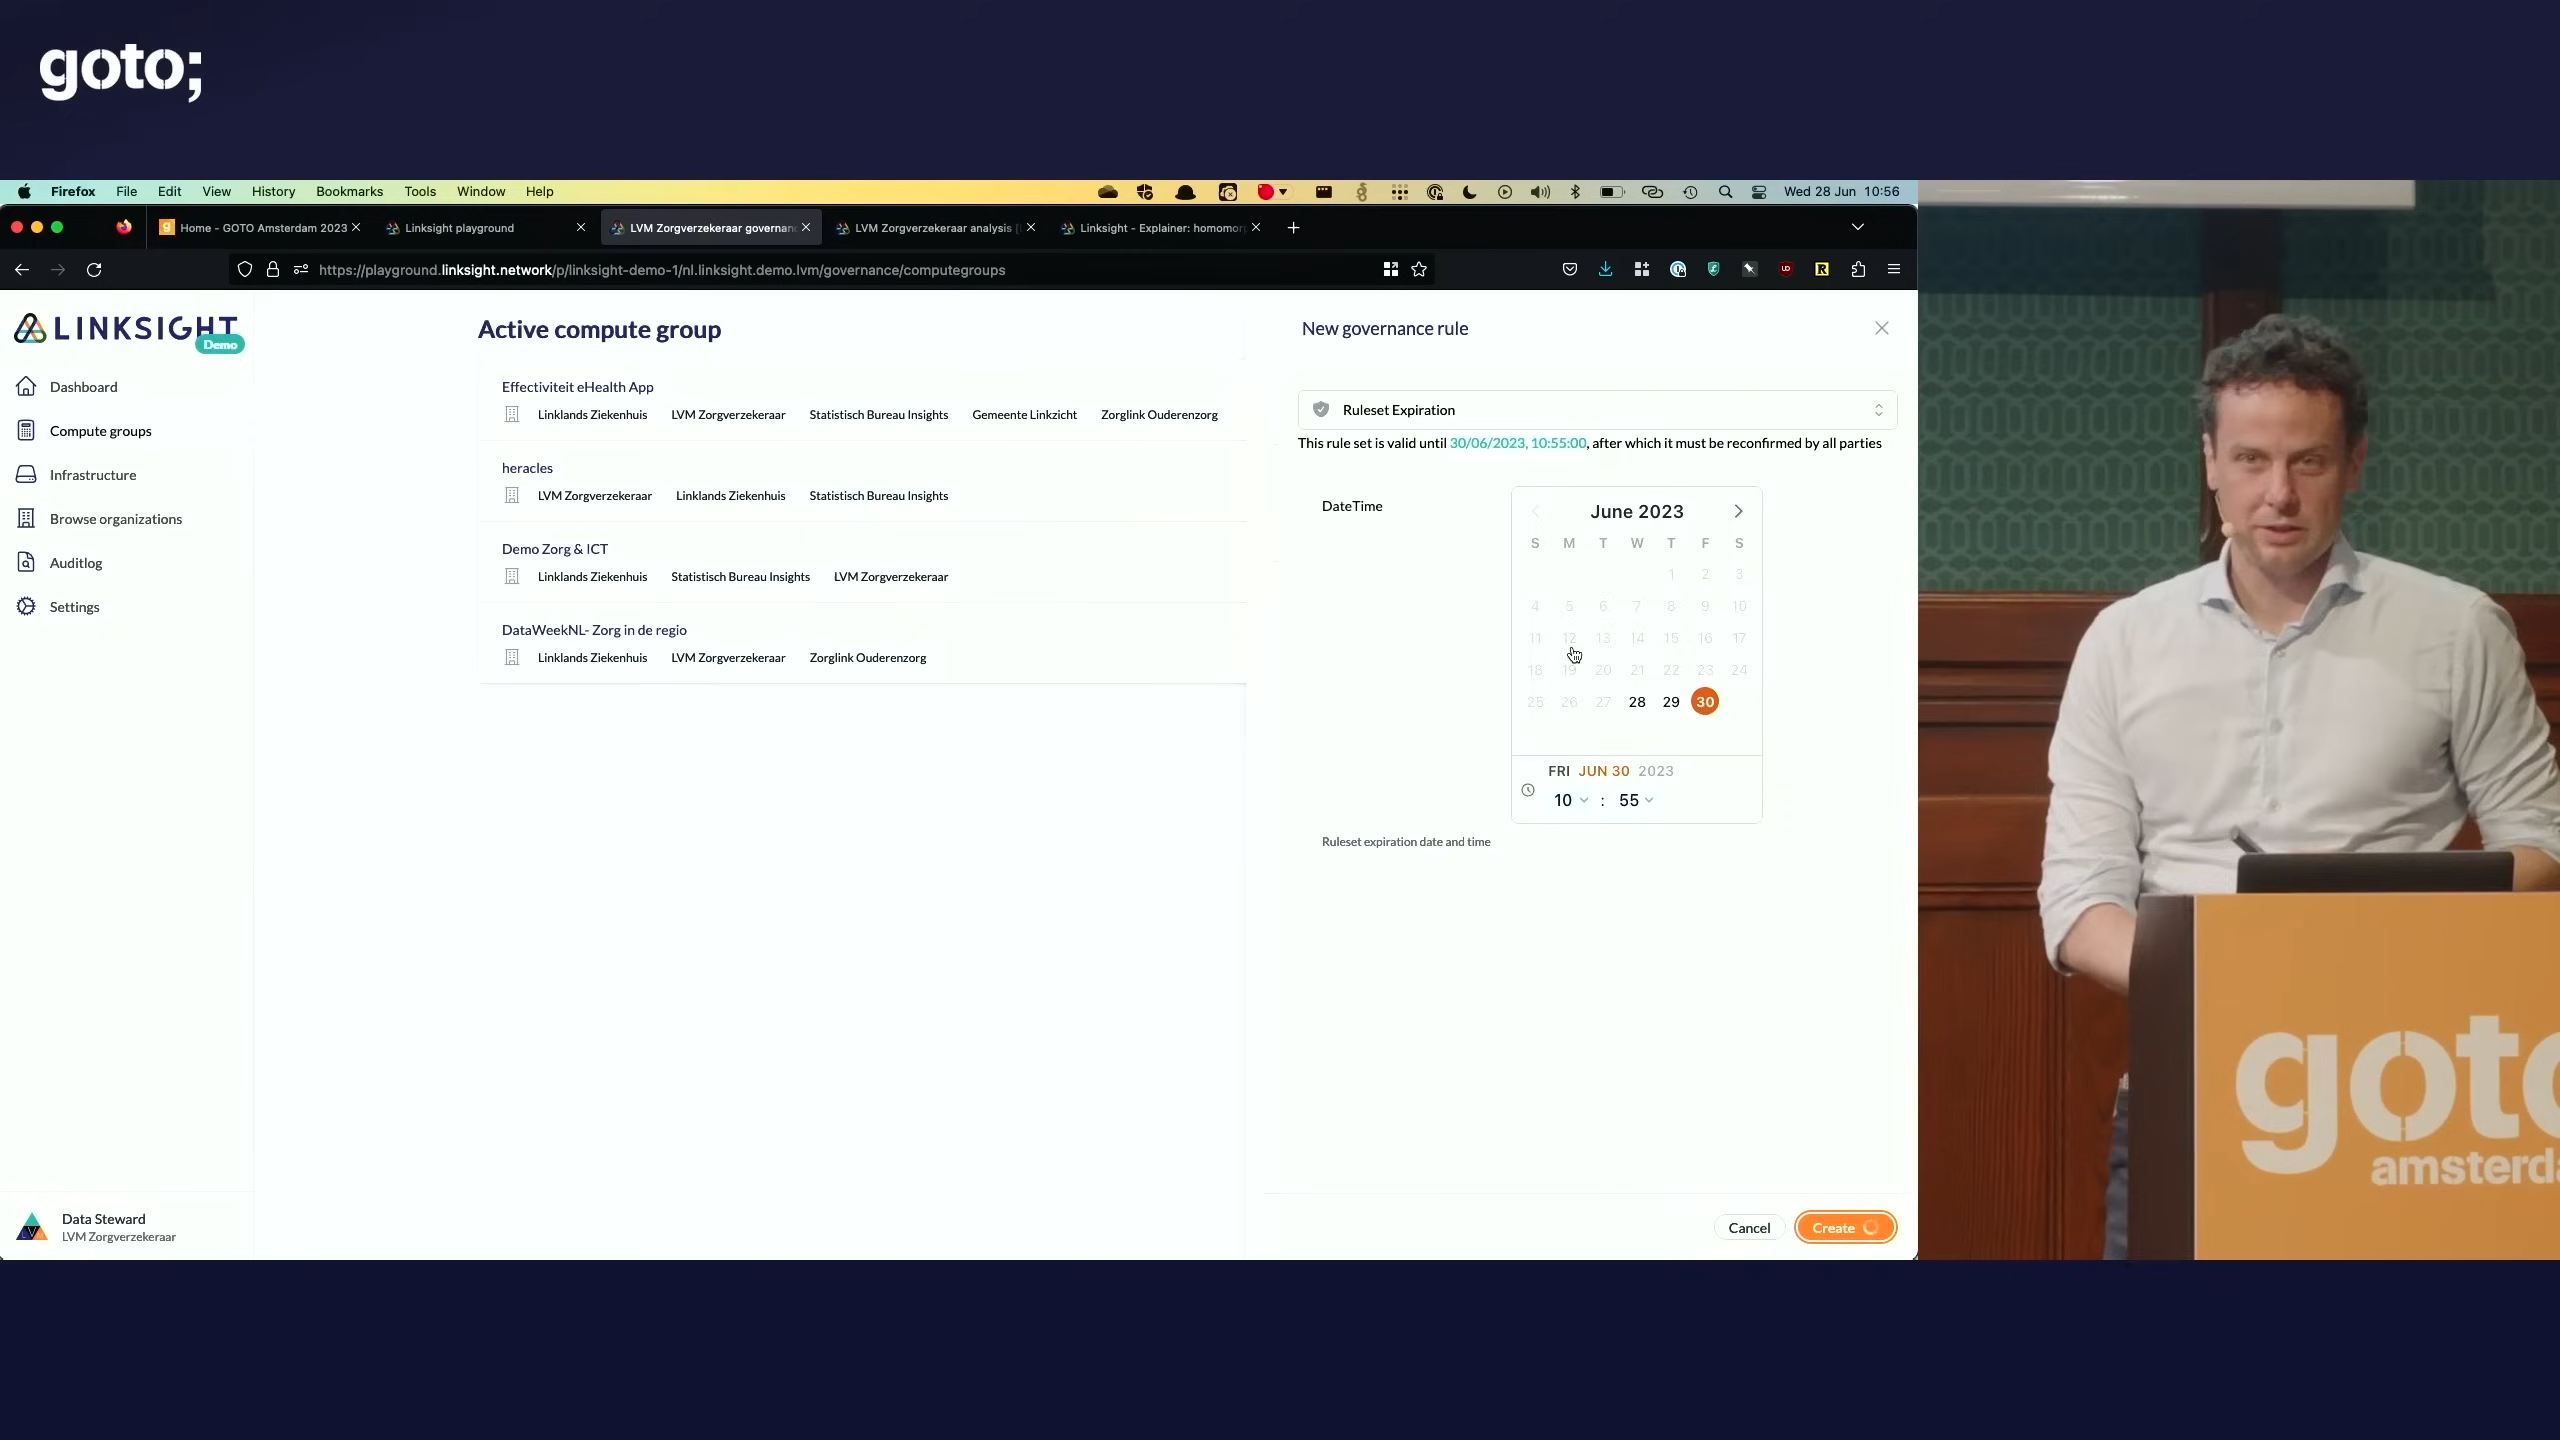 goto;
Firefox File Edit View History Bookmarks Tools Window Help Wed 28 Jun 10:56
Home - GOTO Amsterdam 2023 Linksight playground LVM Zorgverzekeraar governan LVM Zorgverzekeraar analysis Linksight - Explainer: homomor
https://playground.linksight.network/p/linksight-demo-1/nl.linksight.demo.lvm/governance/computegroups
LINKSIGHT
Demo
Dashboard
Compute groups
Infrastructure
Browse organizations
Auditlog
Settings
Data Steward
LVM Zorgverzekeraar
Active compute group
Effectiviteit eHealth App
Linklands Ziekenhuis LVM Zorgverzekeraar Statistisch Bureau Insights Gemeente Linkzicht Zorglink Ouderenzorg
heracles
LVM Zorgverzekeraar Linklands Ziekenhuis Statistisch Bureau Insights
Demo Zorg & ICT
Linklands Ziekenhuis Statistisch Bureau Insights LVM Zorgverzekeraar
DataWeekNL- Zorg in de regio
Linklands Ziekenhuis LVM Zorgverzekeraar Zorglink Ouderenzorg
New governance rule
Ruleset Expiration
This rule set is valid until 30/06/2023, 10:55:00, after which it must be reconfirmed by all parties
DateTime
June 2023
S M T W T F S
1 2 3
4 5 6 7 8 9 10
11 12 13 14 15 16 17
18 19 20 21 22 23 24
25 26 27 28 29 30
FRI JUN 30 2023
10 : 55
Ruleset expiration date and time
Cancel Create
goto
amsterda